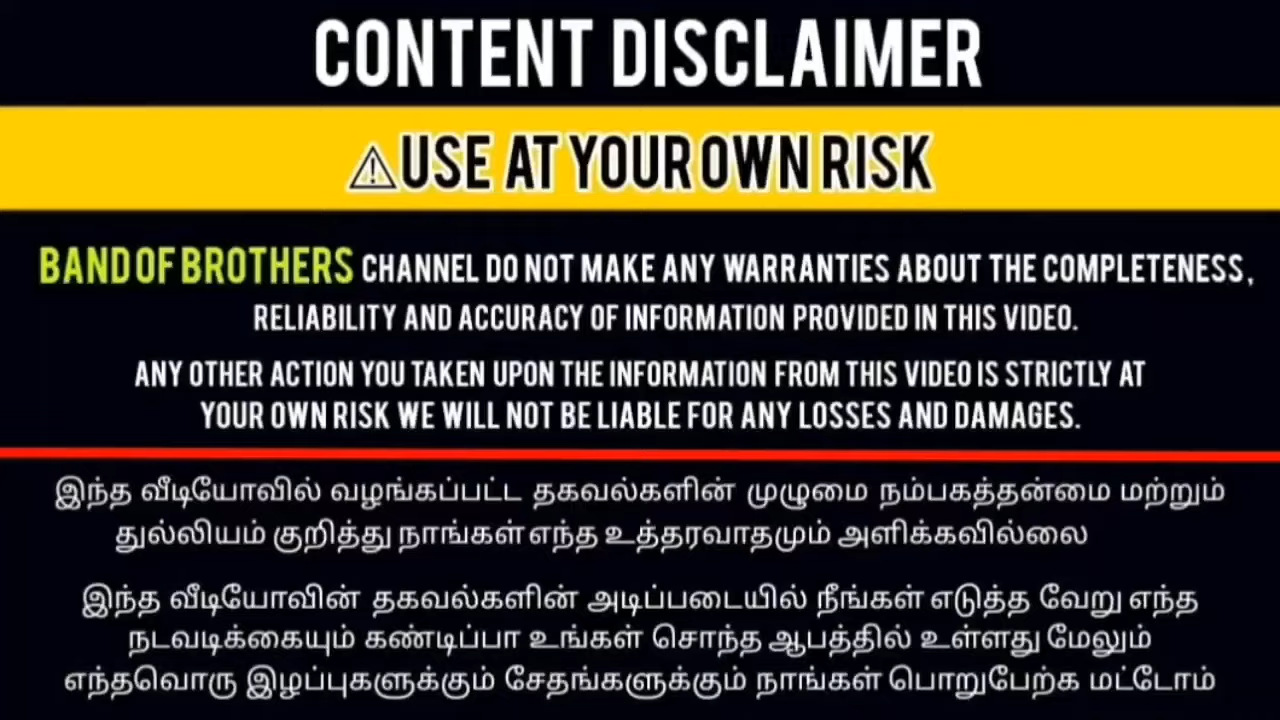 CONTENT DISCLAIMER
⚠USE AT YOUR OWN RISK
BAND OF BROTHERS CHANNEL DO NOT MAKE ANY WARRANTIES ABOUT THE COMPLETENESS,
RELIABILITY AND ACCURACY OF INFORMATION PROVIDED IN THIS VIDEO.
ANY OTHER ACTION YOU TAKEN UPON THE INFORMATION FROM THIS VIDEO IS STRICTLY AT
YOUR OWN RISK WE WILL NOT BE LIABLE FOR ANY LOSSES AND DAMAGES.
இந்த வீடியோவில் வழங்கப்பட்ட தகவல்களின் முழுமை நம்பகத்தன்மை மற்றும்
துல்லியம் குறித்து நாங்கள் எந்த உத்தரவாதமும் அளிக்கவில்லை
இந்த வீடியோவின் தகவல்களின் அடிப்படையில் நீங்கள் எடுத்த வேறு எந்த
நடவடிக்கையும் கண்டிப்பா உங்கள் சொந்த ஆபத்தில் உள்ளது மேலும்
எந்தவொரு இழப்புகளுக்கும் சேதங்களுக்கும் நாங்கள் பொறுபேற்க மட்டோம்